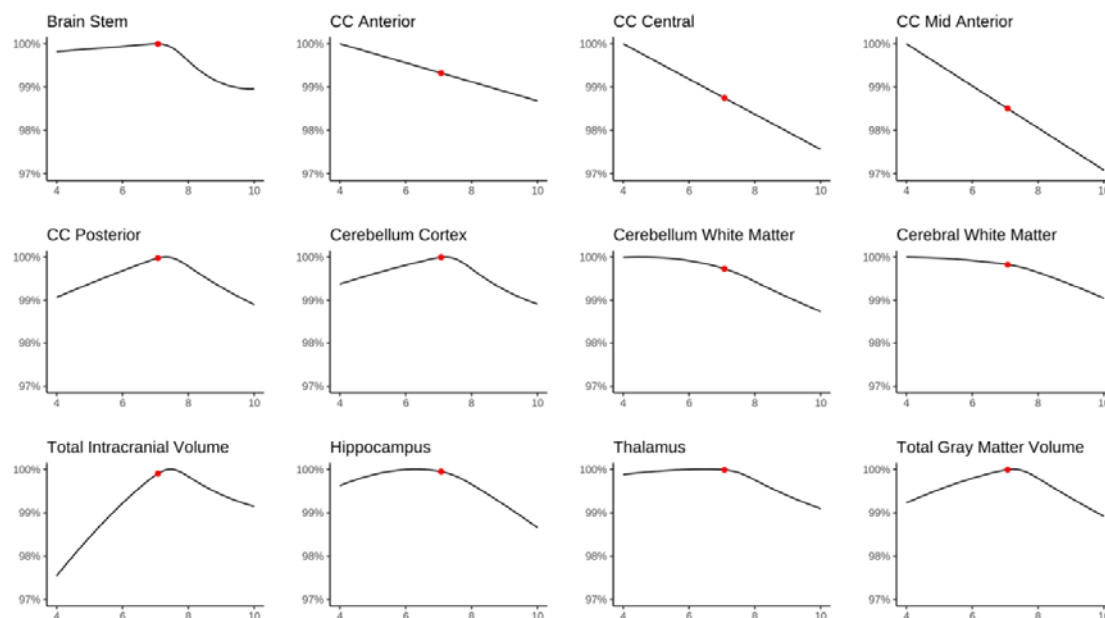 Brain Stem CC Anterior CC Central CC Mid Anterior
100% 100% 100% 100%
99% 99% 99% 99%
98% 98% 98% 98%
97% 97% 97% 97%
4 6 8 10 4 6 8 10 4 6 8 10 4 6 8 10
CC Posterior Cerebellum Cortex Cerebellum White Matter Cerebral White Matter
100% 100% 100% 100%
99% 99% 99% 99%
98% 98% 98% 98%
97% 97% 97% 97%
4 6 8 10 4 6 8 10 4 6 8 10 4 6 8 10
Total Intracranial Volume Hippocampus Thalamus Total Gray Matter Volume
100% 100% 100% 100%
99% 99% 99% 99%
98% 98% 98% 98%
97% 97% 97% 97%
4 6 8 10 4 6 8 10 4 6 8 10 4 6 8 10